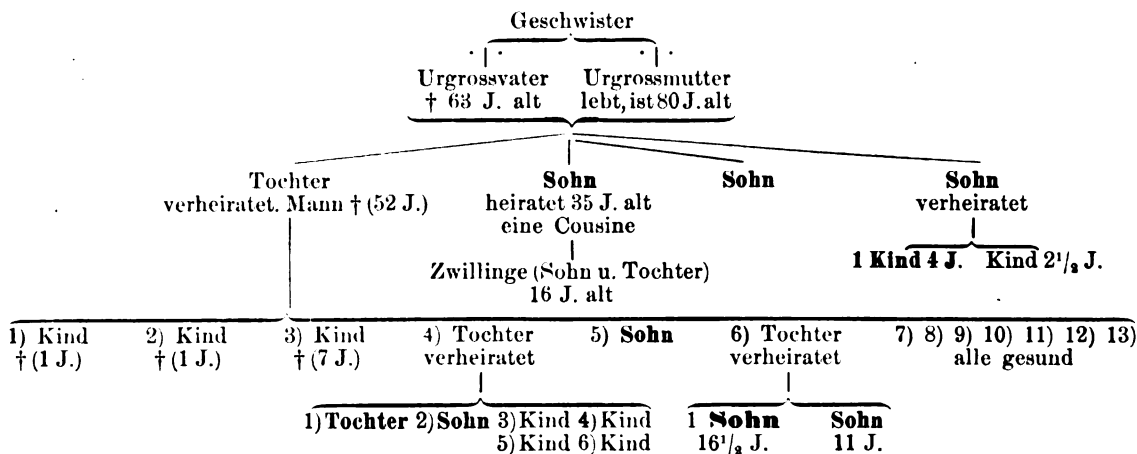 Geschwister
Urgrossvater Urgrossmutter
† 63 J. alt lebt, ist 80 J. alt
Tochter Sohn Sohn Sohn
verheiratet. Mann † (52 J.) heiratet 35 J. alt verheiratet
eine Cousine
1 Kind 4 J. Kind 2½ J.
Zwillinge (Sohn u. Tochter)
16 J. alt
1) Kind 2) Kind 3) Kind 4) Tochter 5) Sohn 6) Tochter 7) 8) 9) 10) 11) 12) 13)
† (1 J.) † (1 J.) † (7 J.) verheiratet verheiratet alle gesund
1) Tochter 2) Sohn 3) Kind 4) Kind 1 Sohn Sohn
5) Kind 6) Kind 16½ J. 11 J.